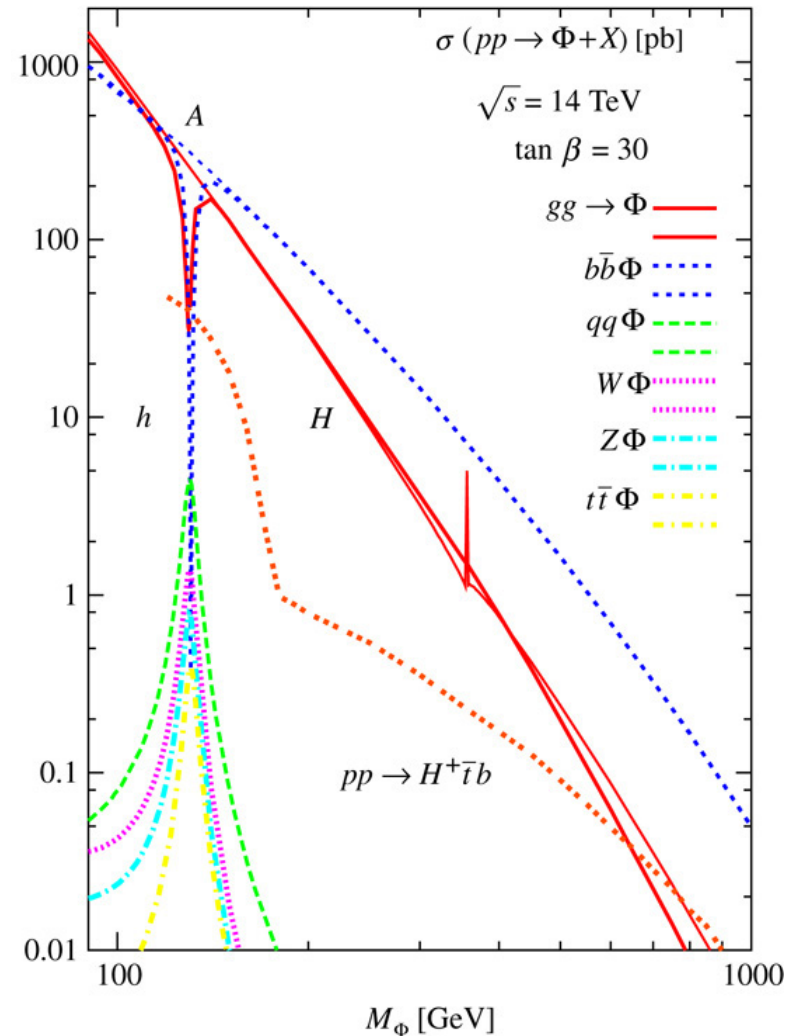 σ (pp → Φ+X) [pb]
√s = 14 TeV
tan β = 30
gg → Φ
bb̄Φ
qqΦ
WΦ
ZΦ
tt̄Φ
A
h
H
pp → H⁺t̄b
1000
100
10
1
0.1
0.01
100
1000
M_Φ [GeV]